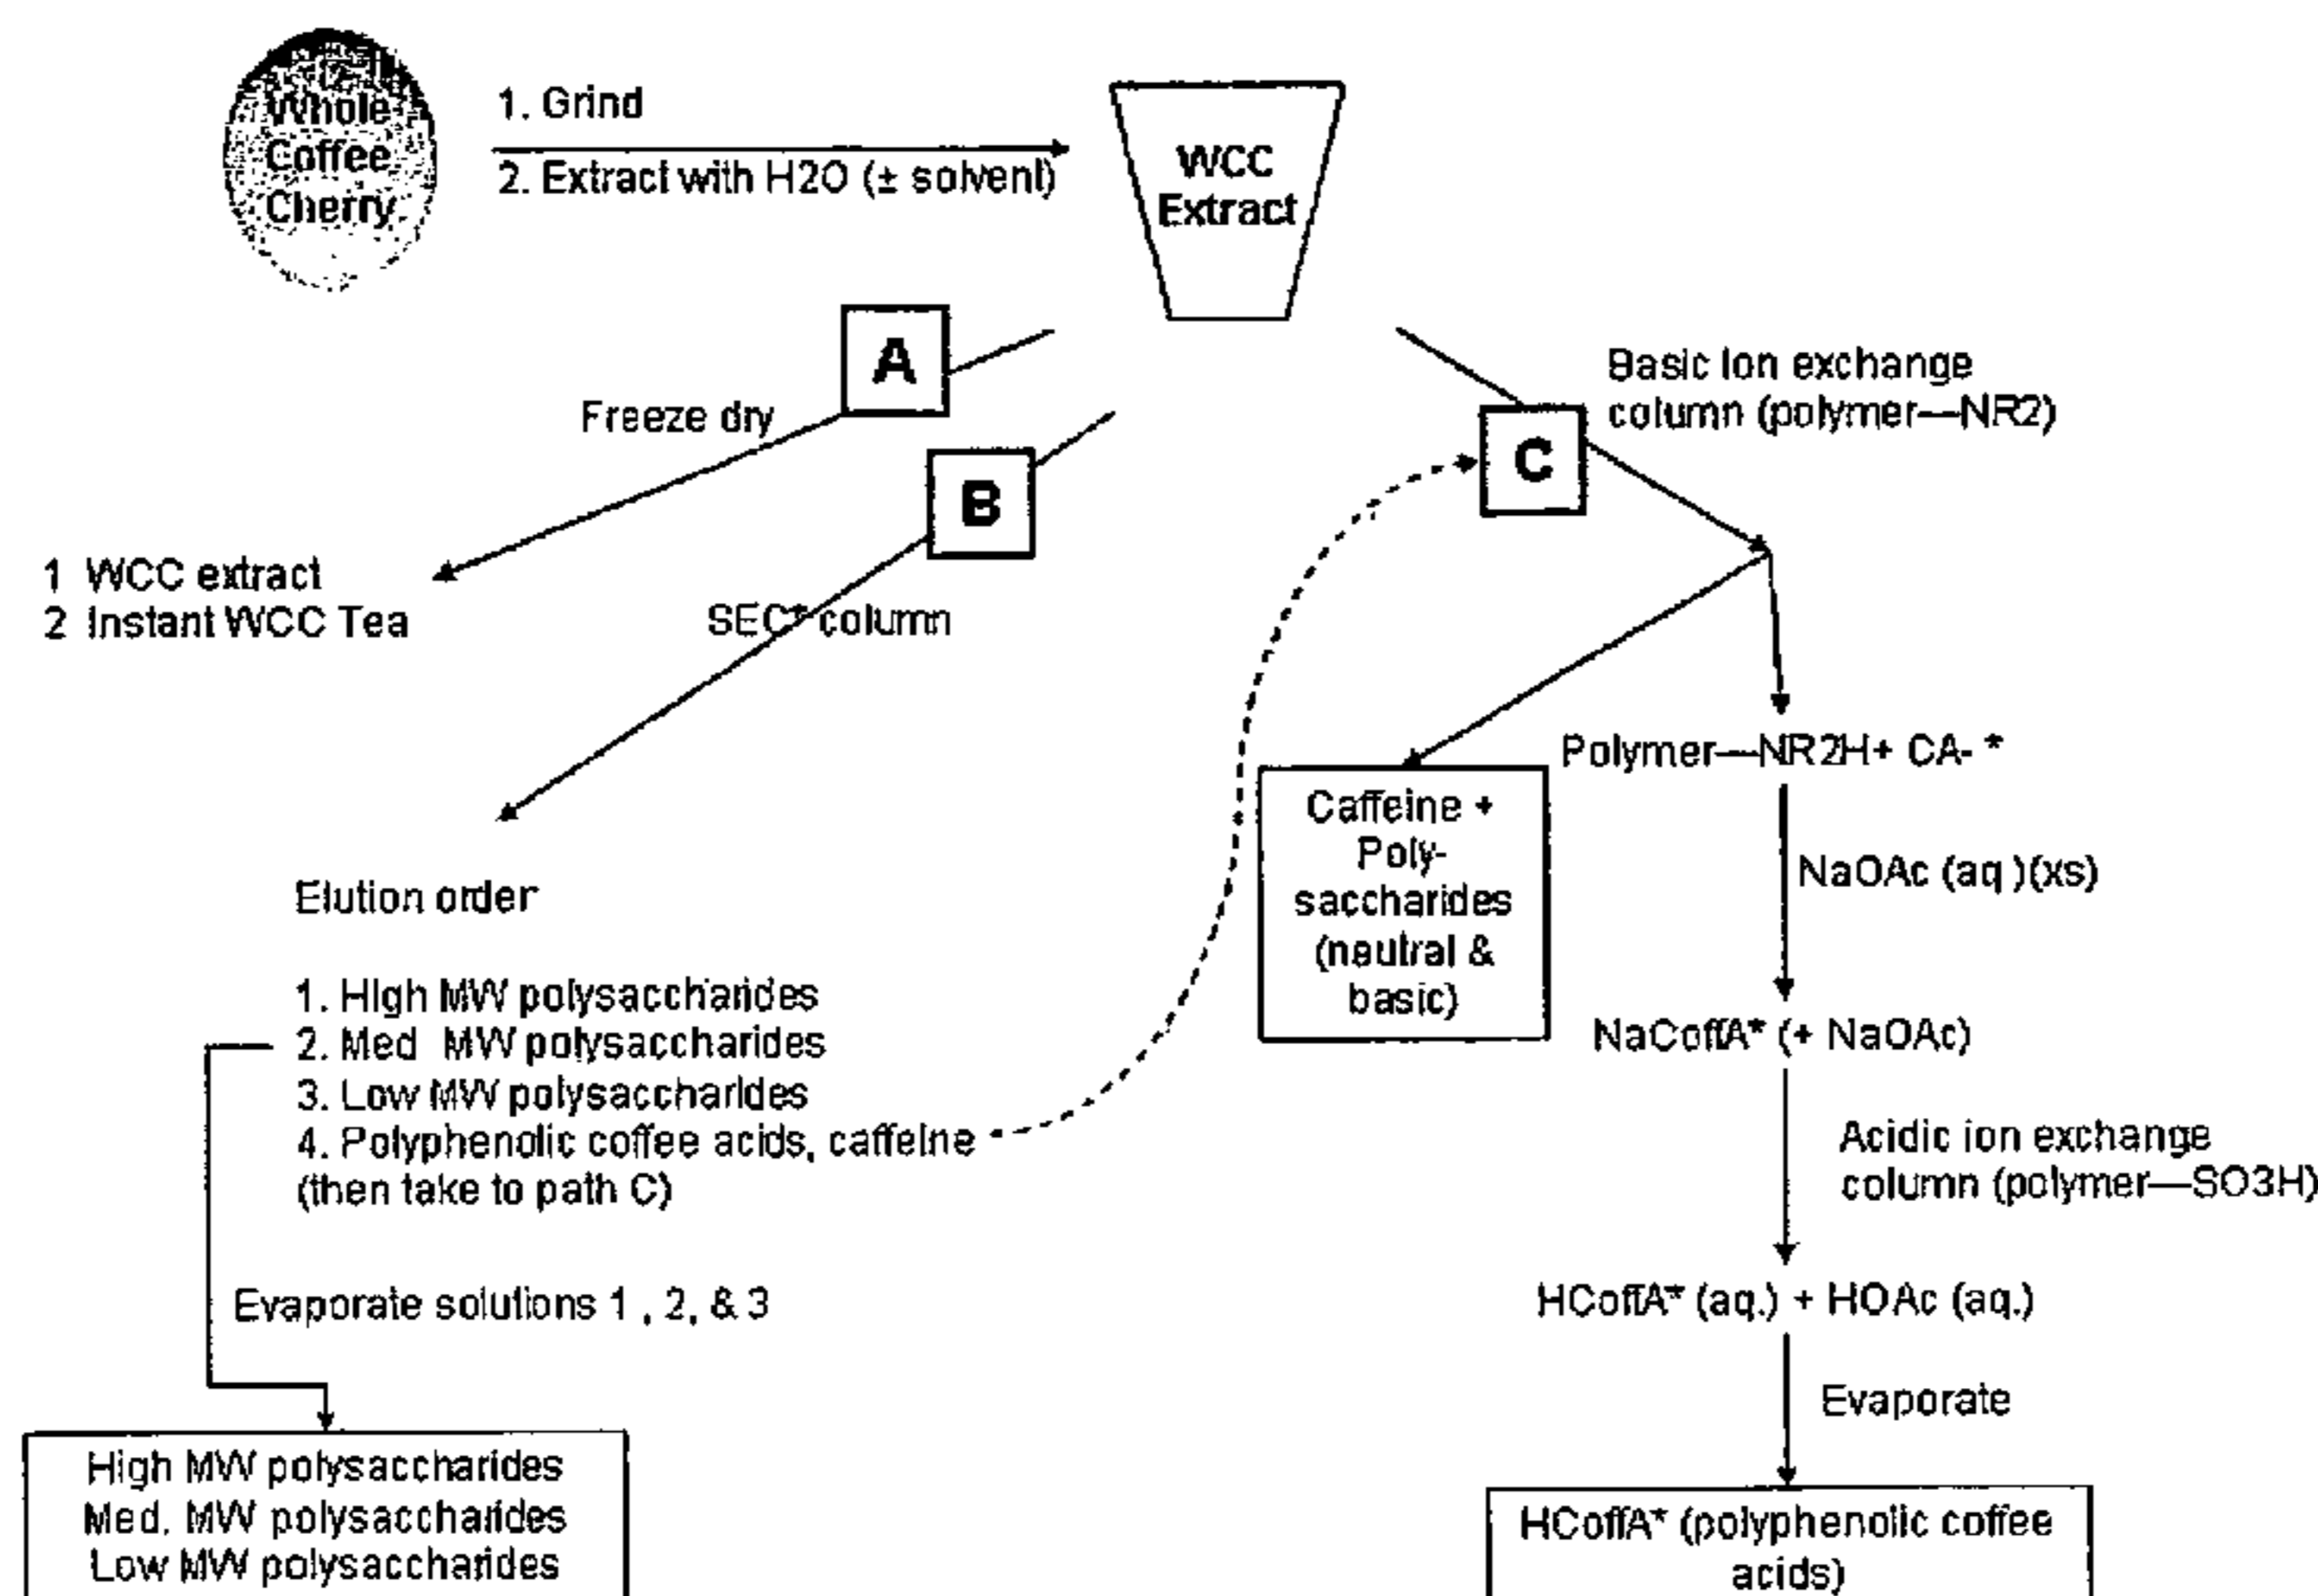 Whole
Coffee
Cherry
1. Grind
2. Extract with H2O (± solvent)
WCC
Extract
A
Freeze dry
B
1 WCC extract
2 Instant WCC Tea
SEC* column
C
Basic Ion exchange
column (polymer—NR2)
Polymer—NR2H+ CA- *
Caffeine +
Poly-
saccharides
(neutral &
basic)
NaOAc (aq )(xs)
Elution order
1. High MW polysaccharides
2. Med MW polysaccharides
3. Low MW polysaccharides
4. Polyphenolic coffee acids, caffeine
(then take to path C)
NaCoffA* (+ NaOAc)
Acidic ion exchange
column (polymer—SO3H)
Evaporate solutions 1 , 2, & 3
HCoffA* (aq.) + HOAc (aq.)
Evaporate
High MW polysaccharides
Med. MW polysaccharides
Low MW polysaccharides
HCoffA* (polyphenolic coffee
acids)